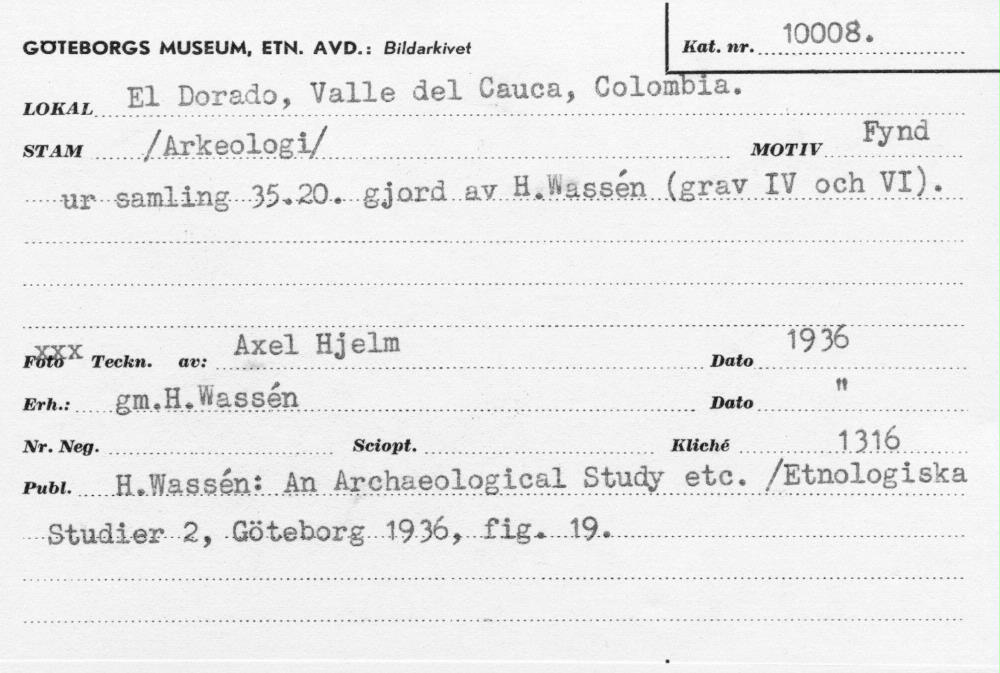 GÖTEBORGS MUSEUM, ETN. AVD.: Bildarkivet
Kat. nr. 10008.
LOKAL El Dorado, Valle del Cauca, Colombia.
STAM /Arkeologi/ MOTIV Fynd
ur samling 35.20. gjord av H.Wassén (grav IV och VI).
Foto xxx Teckn. av: Axel Hjelm Dato 1936
Erh.: gm.H.Wassén Dato "
Nr. Neg. Sciopt. Kliché 1316
Publ. H.Wassén: An Archaeological Study etc. /Etnologiska
Studier 2, Göteborg 1936, fig. 19.